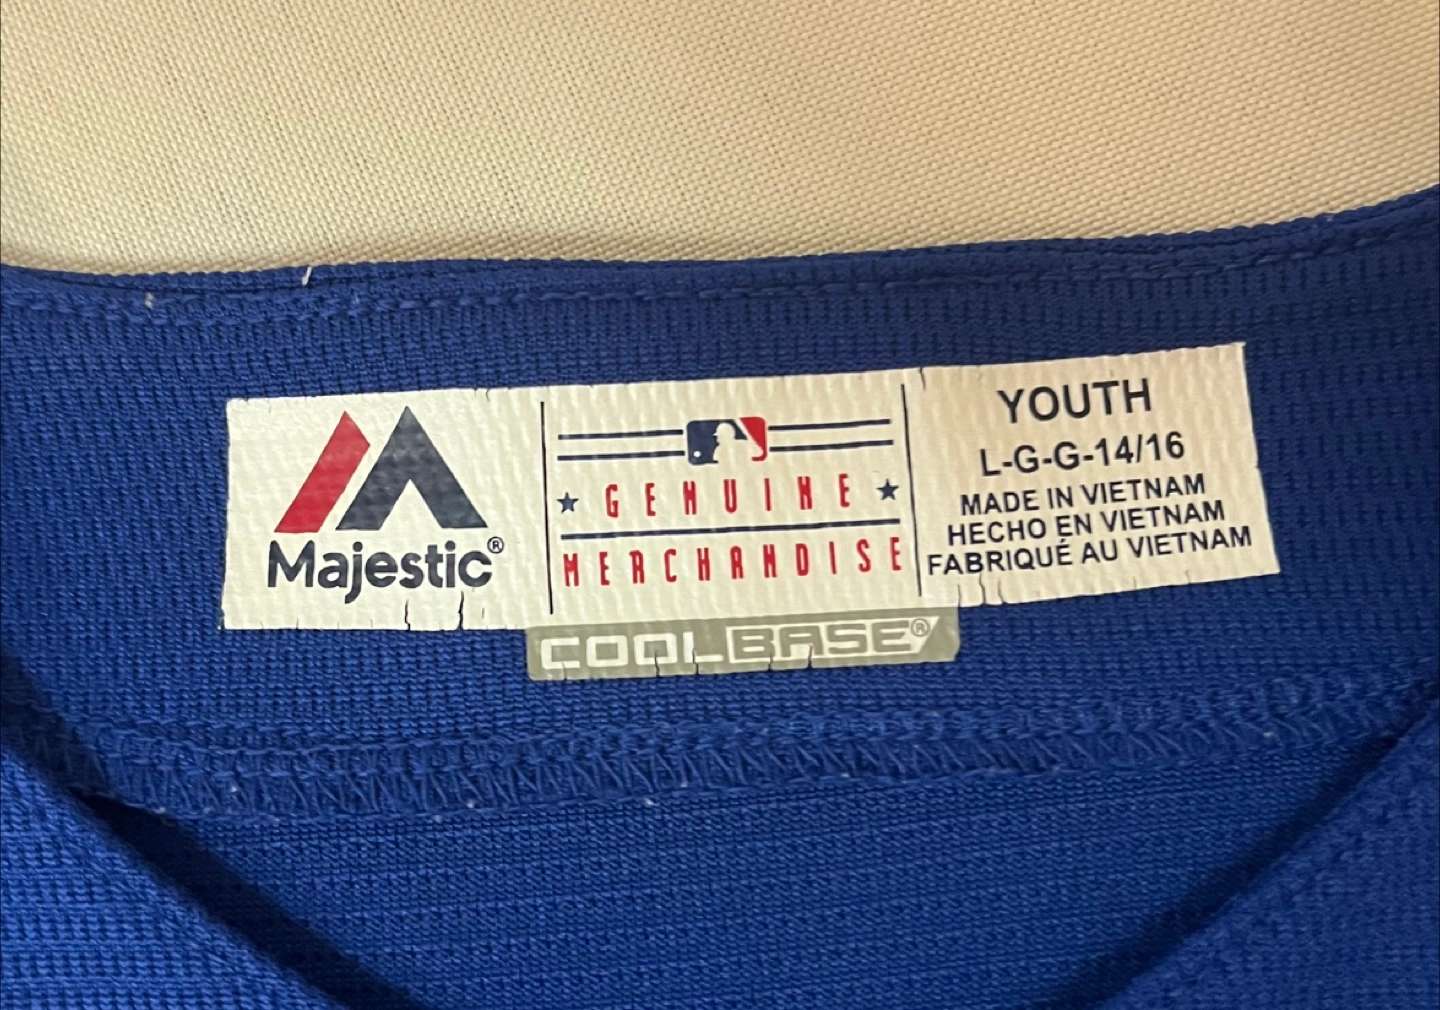 Majestic®
GENUINE
MERCHANDISE
YOUTH
L-G-G-14/16
MADE IN VIETNAM
HECHO EN VIETNAM
FABRIQUÉ AU VIETNAM
COOLBASE®